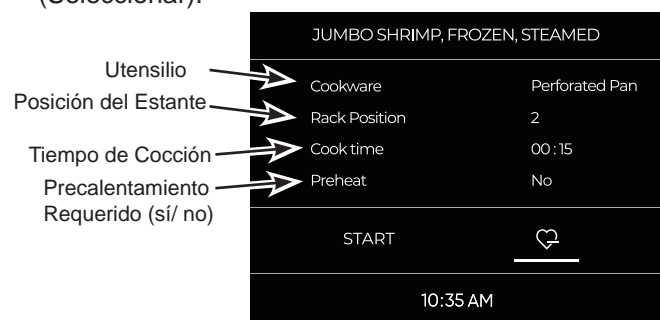 (Seleccionar).
JUMBO SHRIMP, FROZEN, STEAMED
Utensilio
Cookware Perforated Pan
Posición del Estante
Rack Position 2
Tiempo de Cocción
Cook time 00:15
Precalentamiento
Requerido (sí/ no)
Preheat No
START
10:35 AM